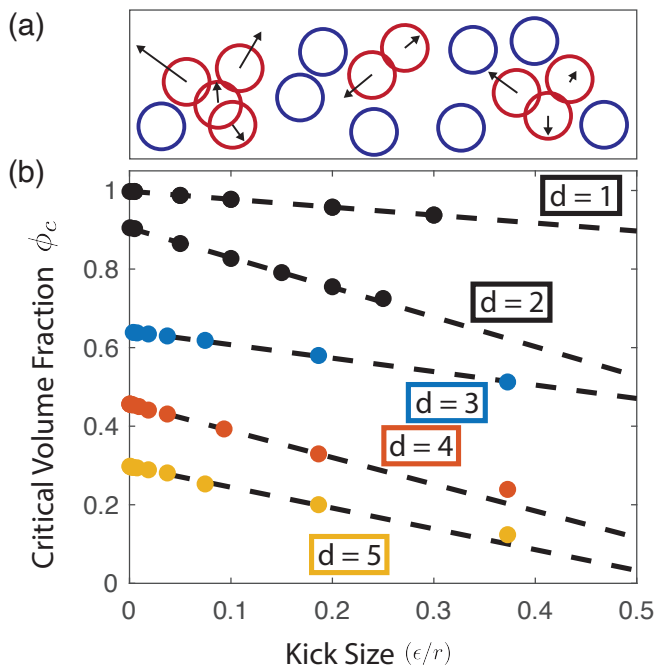 (a)
(b)
Critical Volume Fraction ϕ_c
1
0.8
0.6
0.4
0.2
0
d = 1
d = 2
d = 3
d = 4
d = 5
0 0.1 0.2 0.3 0.4 0.5
Kick Size (ϵ/r)